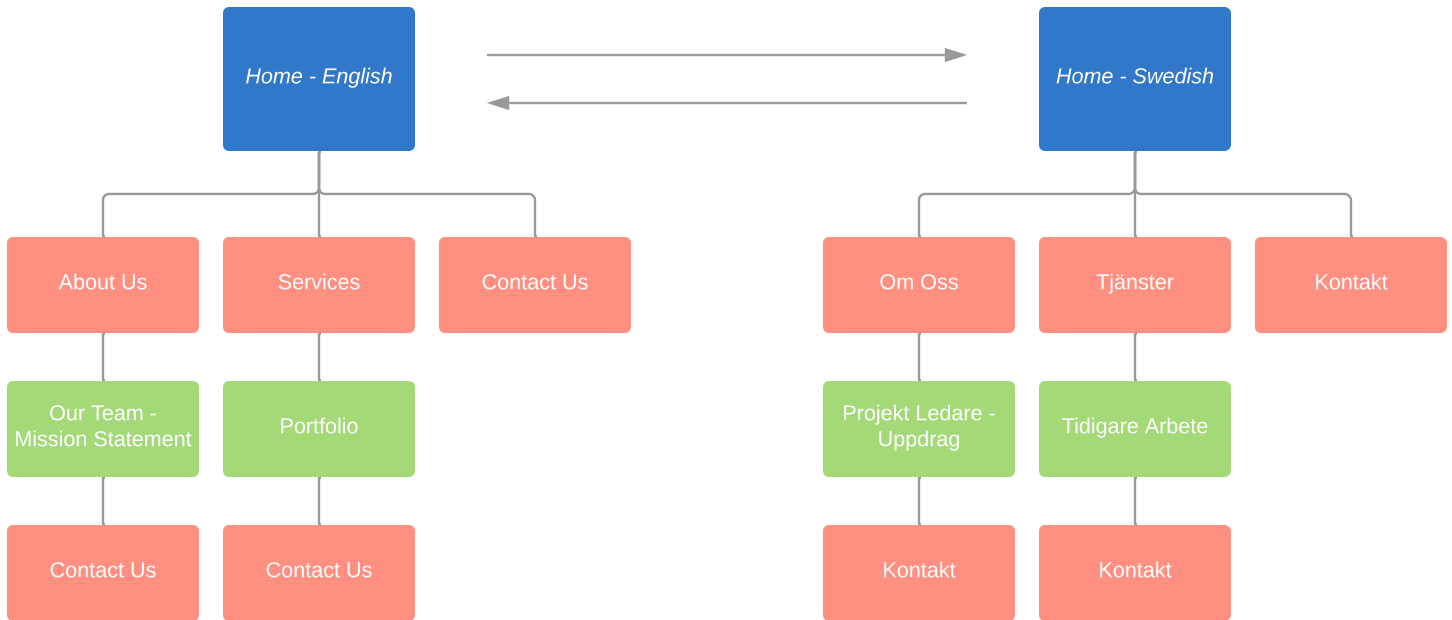 Home - English
Home - Swedish
About Us
Services
Contact Us
Om Oss
Tjänster
Kontakt
Our Team -
Mission Statement
Portfolio
Projekt Ledare -
Uppdrag
Tidigare Arbete
Contact Us
Contact Us
Kontakt
Kontakt